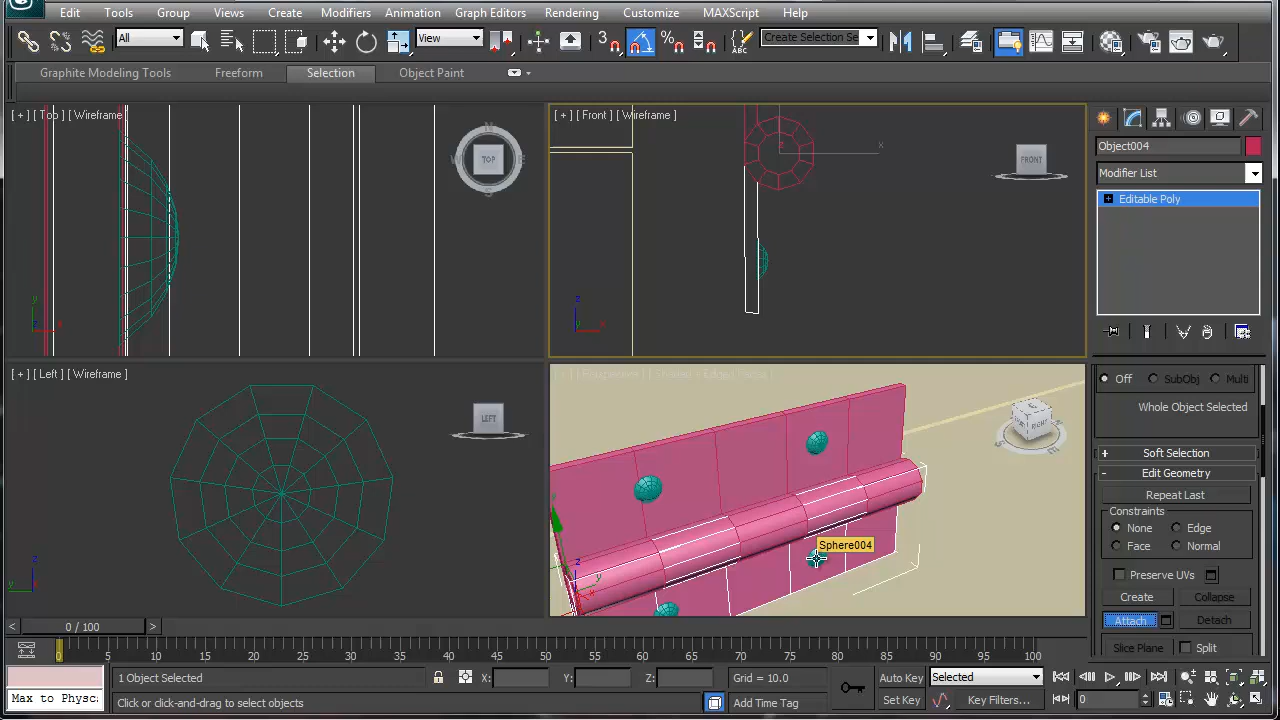 Edit Tools Group Views Create Modifiers Animation Graph Editors Rendering Customize MAXScript Help
All View 3 Create Selection Se
Graphite Modeling Tools Freeform Selection Object Paint
[ + ] [ Top ] [ Wireframe ]
TOP
[ + ] [ Front ] [ Wireframe ]
FRONT
x
y
x
z
x
Object004
Modifier List
Editable Poly
Off SubObj Multi
Whole Object Selected
+ Soft Selection
- Edit Geometry
Repeat Last
Constraints
None Edge
Face Normal
Preserve UVs
Create Collapse
Attach Detach
Slice Plane Split
[ + ] [ Left ] [ Wireframe ]
LEFT
z
y
RIGHT
Sphere004
z
y
x
< 0 / 100 >
0 5 10 15 20 25 30 35 40 45 50 55 60 65 70 75 80 85 90 95 100
1 Object Selected X: Y: Z: Grid = 10.0 Auto Key Selected
Max to Physc: Click or click-and-drag to select objects Add Time Tag Set Key Key Filters... 0